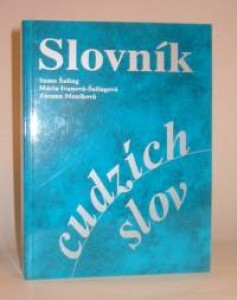 Slovník
Samo Šaling
Mária Ivanová-Šalingová
Zuzana Maníková
cudzích
slov